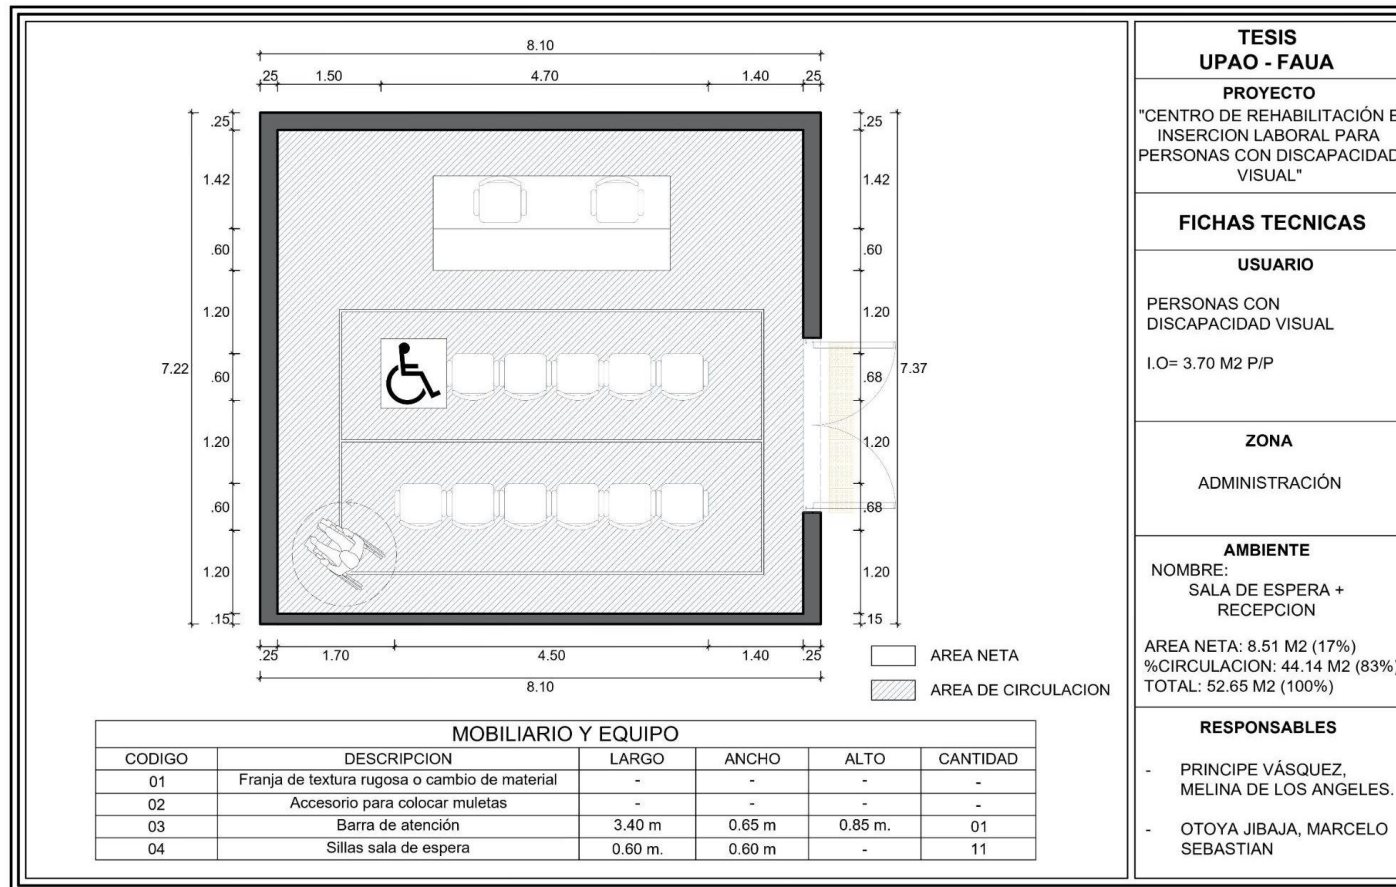 8.10
.25 1.50 4.70 1.40 .25
.25 .25
1.42 1.42
.60 .60
1.20 1.20
7.22 .60 .68 7.37
1.20 1.20
.60 .68
1.20 1.20
.15 .15
.25 1.70 4.50 1.40 .25
8.10
AREA NETA
AREA DE CIRCULACION
MOBILIARIO Y EQUIPO
CODIGO DESCRIPCION LARGO ANCHO ALTO CANTIDAD
01 Franja de textura rugosa o cambio de material - - - -
02 Accesorio para colocar muletas - - - -
03 Barra de atención 3.40 m 0.65 m 0.85 m. 01
04 Sillas sala de espera 0.60 m. 0.60 m - 11
TESIS
UPAO - FAUA
PROYECTO
"CENTRO DE REHABILITACIÓN E
INSERCION LABORAL PARA
PERSONAS CON DISCAPACIDAD
VISUAL"
FICHAS TECNICAS
USUARIO
PERSONAS CON
DISCAPACIDAD VISUAL
I.O= 3.70 M2 P/P
ZONA
ADMINISTRACIÓN
AMBIENTE
NOMBRE:
SALA DE ESPERA +
RECEPCION
AREA NETA: 8.51 M2 (17%)
%CIRCULACION: 44.14 M2 (83%)
TOTAL: 52.65 M2 (100%)
RESPONSABLES
- PRINCIPE VÁSQUEZ,
MELINA DE LOS ANGELES.
- OTOYA JIBAJA, MARCELO
SEBASTIAN